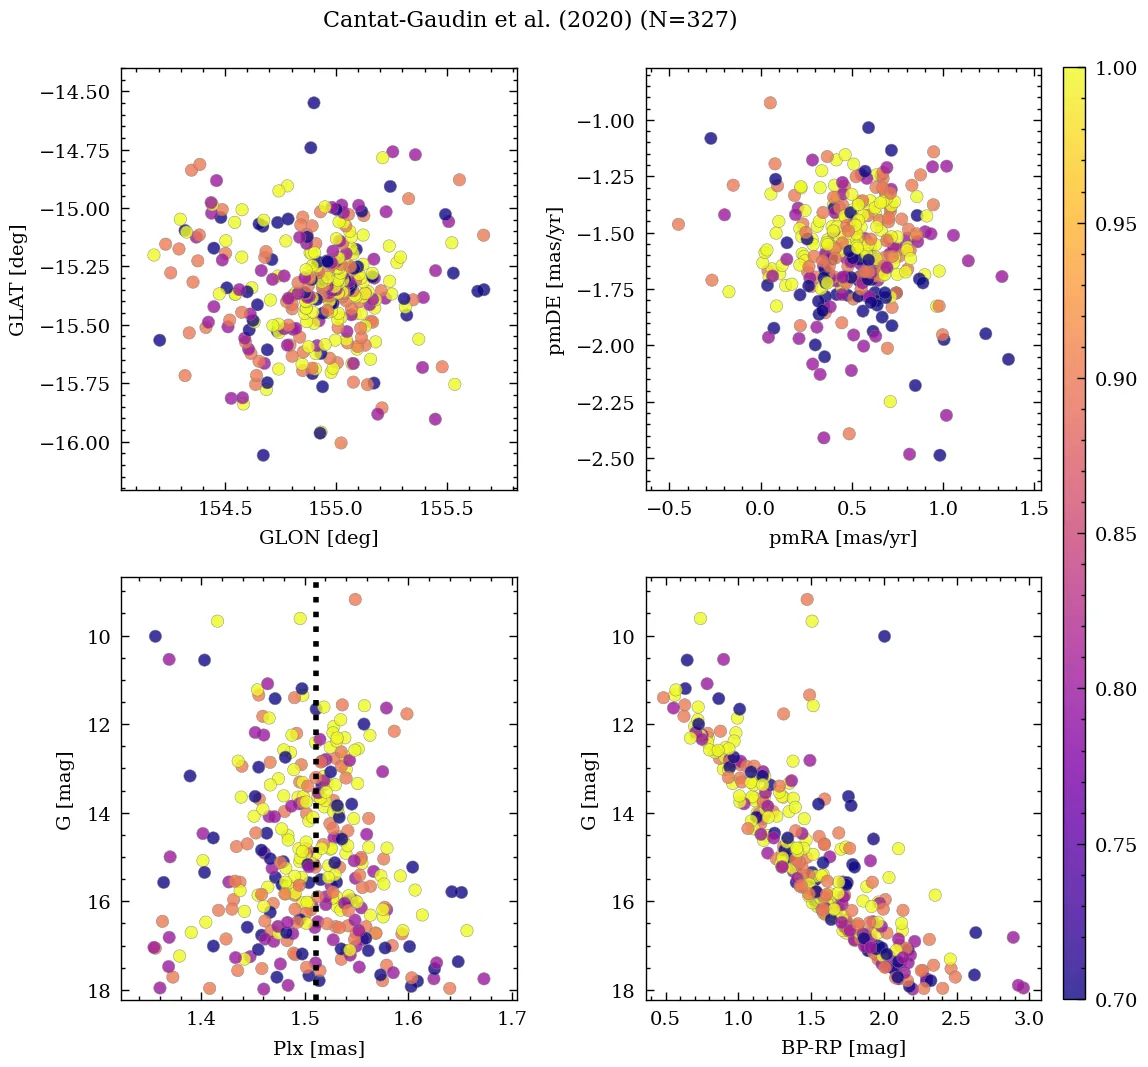 Cantat-Gaudin et al. (2020) (N=327)
−14.50
−14.75
−15.00
−15.25
−15.50
−15.75
−16.00
GLAT [deg]
154.5 155.0 155.5
GLON [deg]
−1.00
−1.25
−1.50
−1.75
−2.00
−2.25
−2.50
pmDE [mas/yr]
−0.5 0.0 0.5 1.0 1.5
pmRA [mas/yr]
10
12
14
16
18
G [mag]
1.4 1.5 1.6 1.7
Plx [mas]
10
12
14
16
18
G [mag]
0.5 1.0 1.5 2.0 2.5 3.0
BP-RP [mag]
1.00
0.95
0.90
0.85
0.80
0.75
0.70